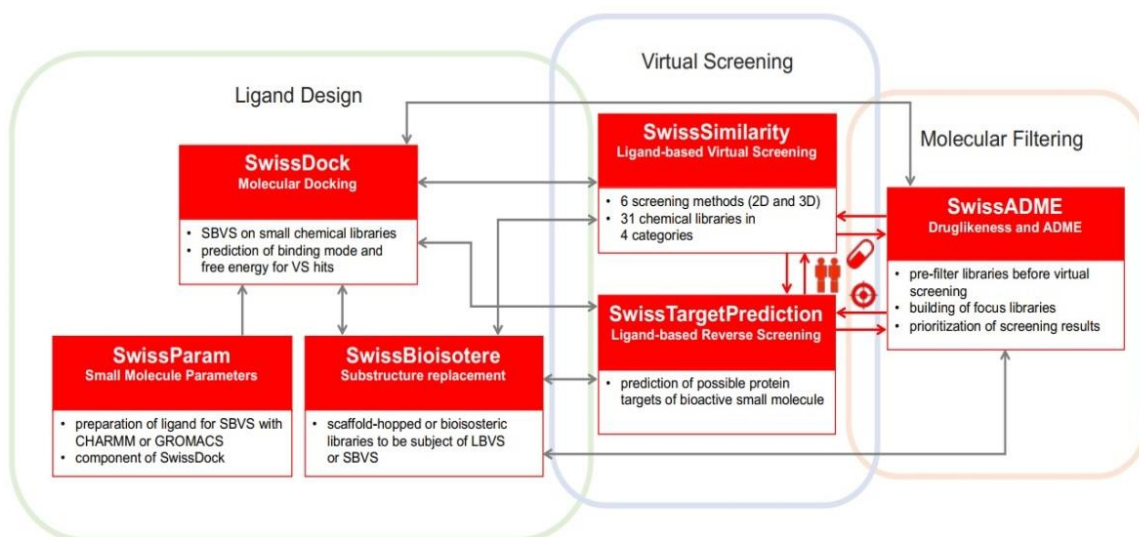 Ligand Design
Virtual Screening
Molecular Filtering
SwissDock
Molecular Docking
• SBVS on small chemical libraries
• prediction of binding mode and
free energy for VS hits
SwissSimilarity
Ligand-based Virtual Screening
• 6 screening methods (2D and 3D)
• 31 chemical libraries in
4 categories
SwissADME
Druglikeness and ADME
• pre-filter libraries before virtual
screening
• building of focus libraries
• prioritization of screening results
SwissParam
Small Molecule Parameters
• preparation of ligand for SBVS with
CHARMM or GROMACS
• component of SwissDock
SwissBioisotere
Substructure replacement
• scaffold-hopped or bioisosteric
libraries to be subject of LBVS
or SBVS
SwissTargetPrediction
Ligand-based Reverse Screening
• prediction of possible protein
targets of bioactive small molecule